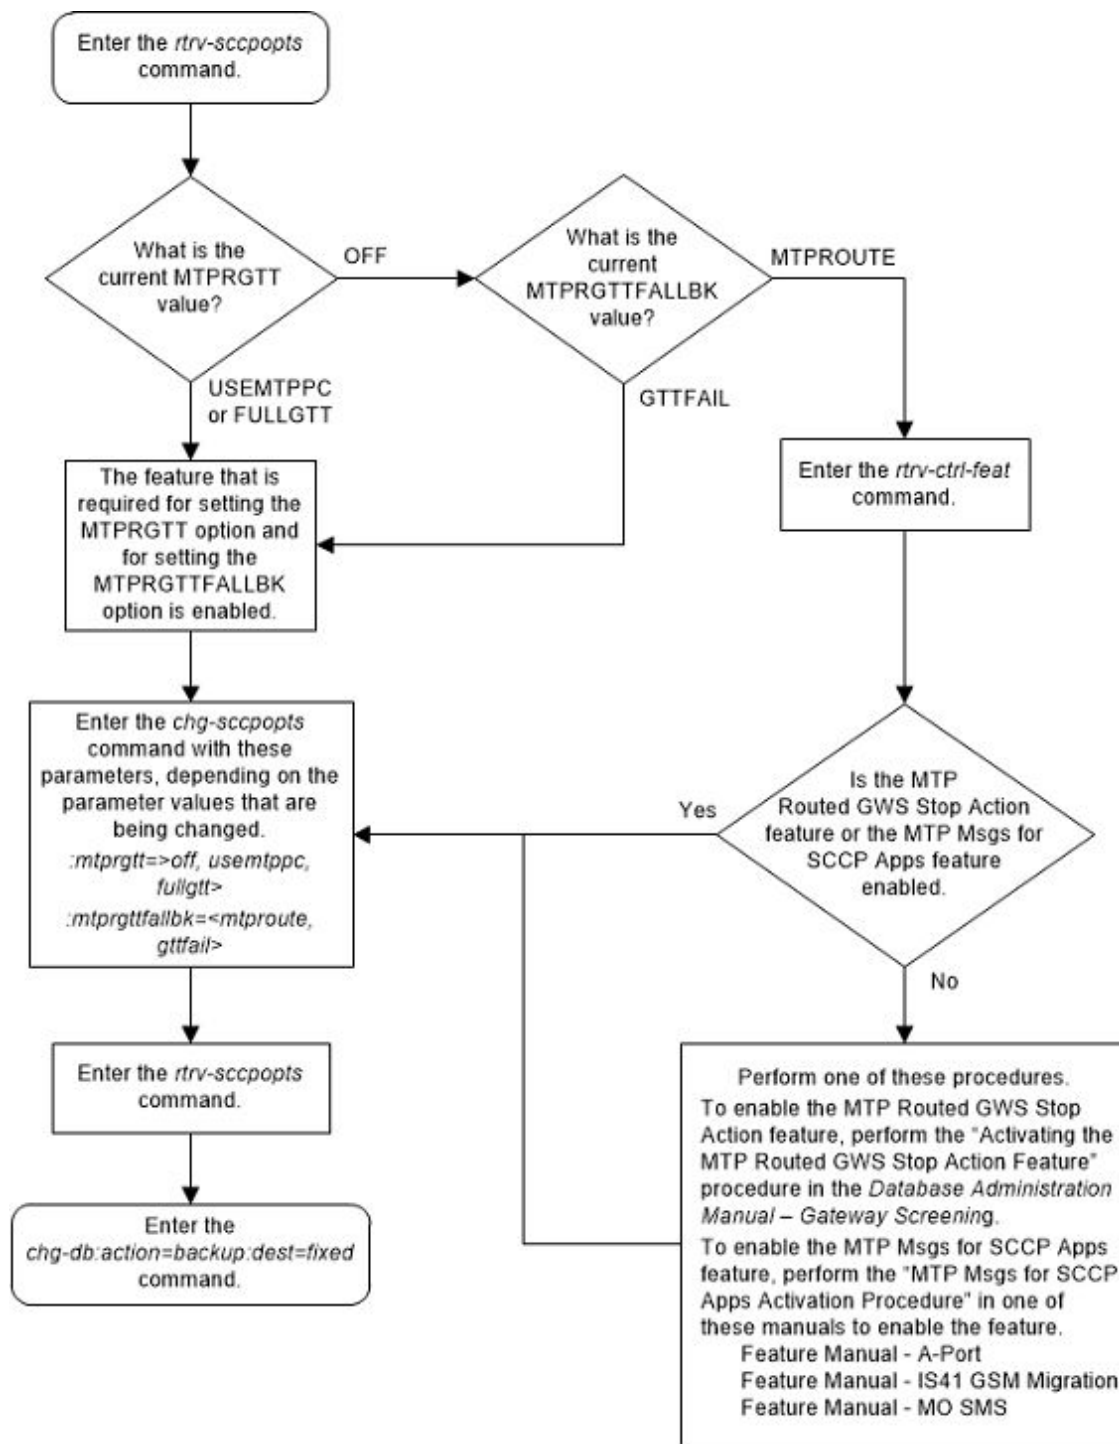 Enter the rtrv-sccpopts
command.
What is the
current MTPRGTT
value?
OFF
What is the
current
MTPRGTTFALLBK
value?
MTPROUTE
USEMTPPC
or FULLGTT
GTTFAIL
The feature that is
required for setting the
MTPRGTT option and
for setting the
MTPRGTTFALLBK
option is enabled.
Enter the rtrv-ctrl-feat
command.
Enter the chg-sccpopts
command with these
parameters, depending on the
parameter values that are
being changed.
:mtprgtt=>off, usemtppc,
fullgtt>
:mtprgttfallbk=<mtproute,
gttfail>
Yes
Is the MTP
Routed GWS Stop Action
feature or the MTP Msgs for
SCCP Apps feature
enabled.
No
Enter the rtrv-sccpopts
command.
Enter the
chg-db:action=backup:dest=fixed
command.
Perform one of these procedures.
To enable the MTP Routed GWS Stop
Action feature, perform the “Activating the
MTP Routed GWS Stop Action Feature”
procedure in the Database Administration
Manual – Gateway Screening.
To enable the MTP Msgs for SCCP Apps
feature, perform the “MTP Msgs for SCCP
Apps Activation Procedure” in one of
these manuals to enable the feature.
Feature Manual - A-Port
Feature Manual - IS41 GSM Migration
Feature Manual - MO SMS